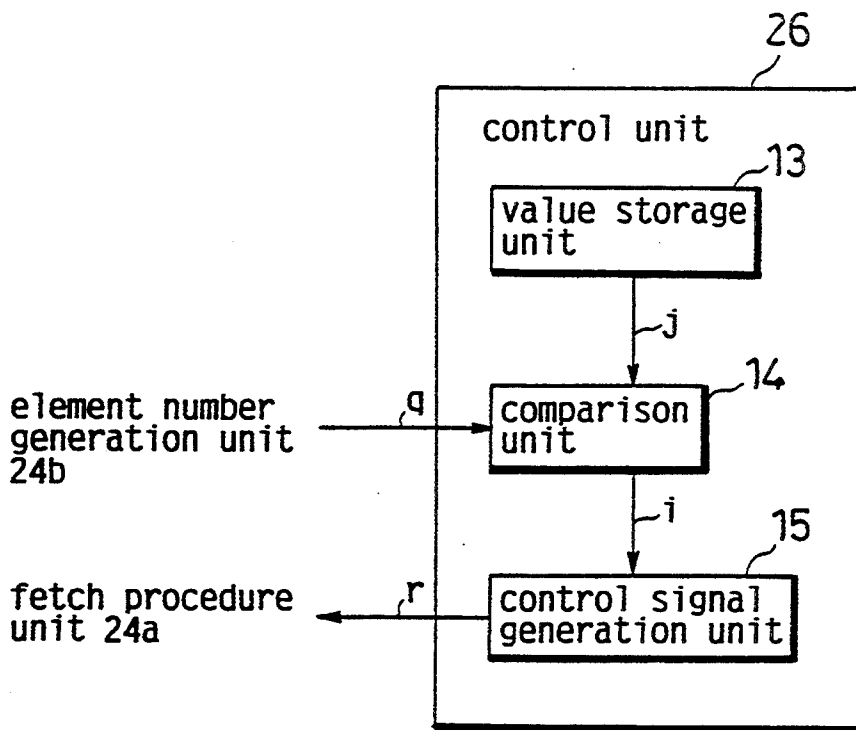 26
control unit
13
value storage
unit
j
14
element number
generation unit
24b
q
comparison
unit
i
15
fetch procedure
unit 24a
r
control signal
generation unit